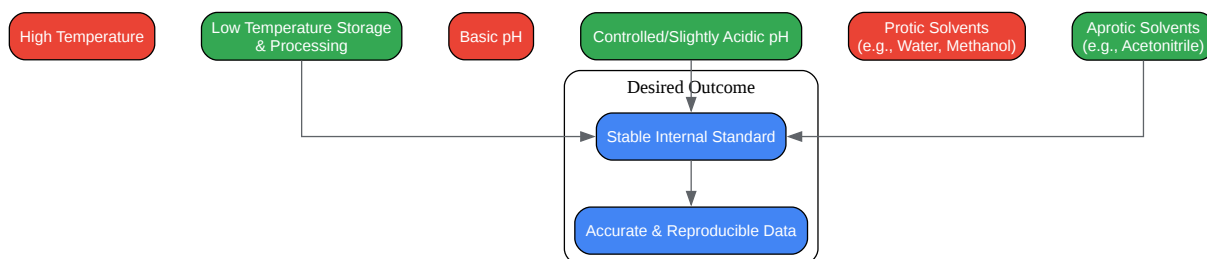 High Temperature
Low Temperature Storage
& Processing
Basic pH
Controlled/Slightly Acidic pH
Protic Solvents
(e.g., Water, Methanol)
Aprotic Solvents
(e.g., Acetonitrile)
Desired Outcome
Stable Internal Standard
Accurate & Reproducible Data